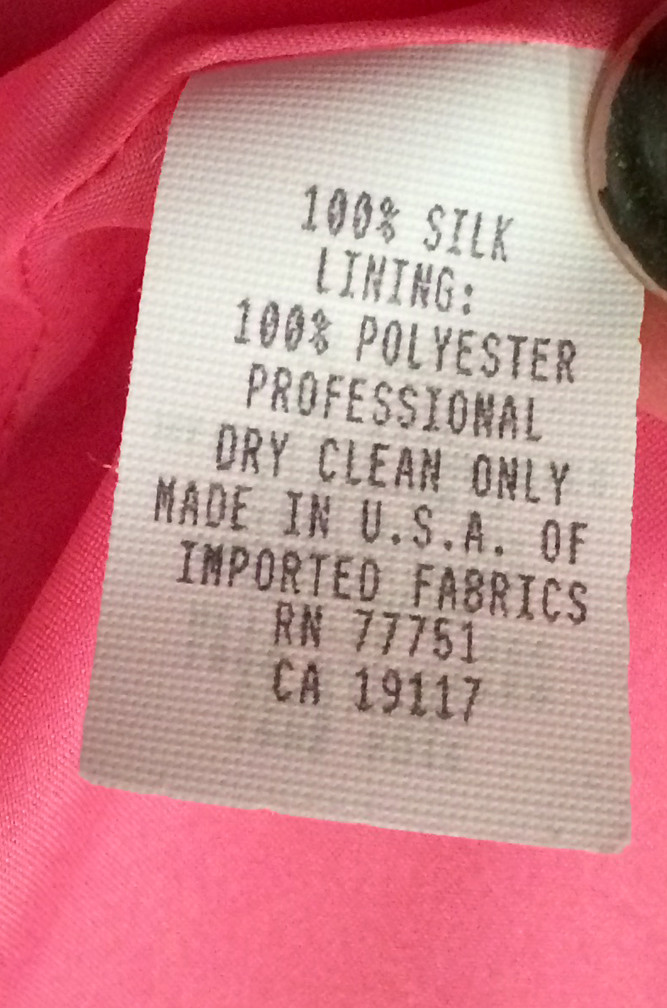 100% SILK
LINING:
100% POLYESTER
PROFESSIONAL
DRY CLEAN ONLY
MADE IN U.S.A. OF
IMPORTED FABRICS
RN 77751
CA 19117